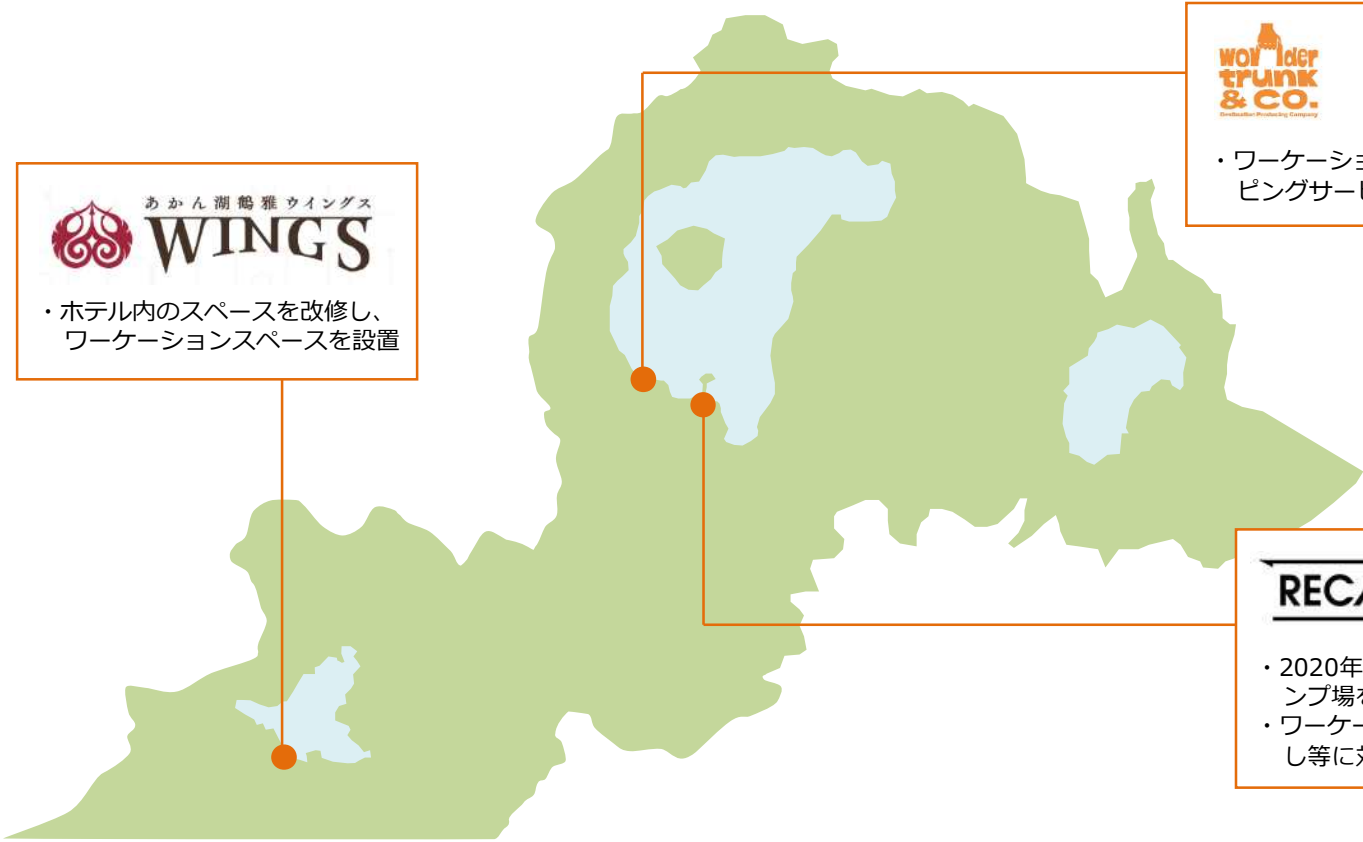 あかん湖鶴雅ウイングス
WINGS
・ホテル内のスペースを改修し、
ワーケーションスペースを設置
wonder
trunk
& CO.
Destination Producing Company
・ワーケーショ
ピングサー
RECA
・2020年
ンプ場
・ワーケー
し等に